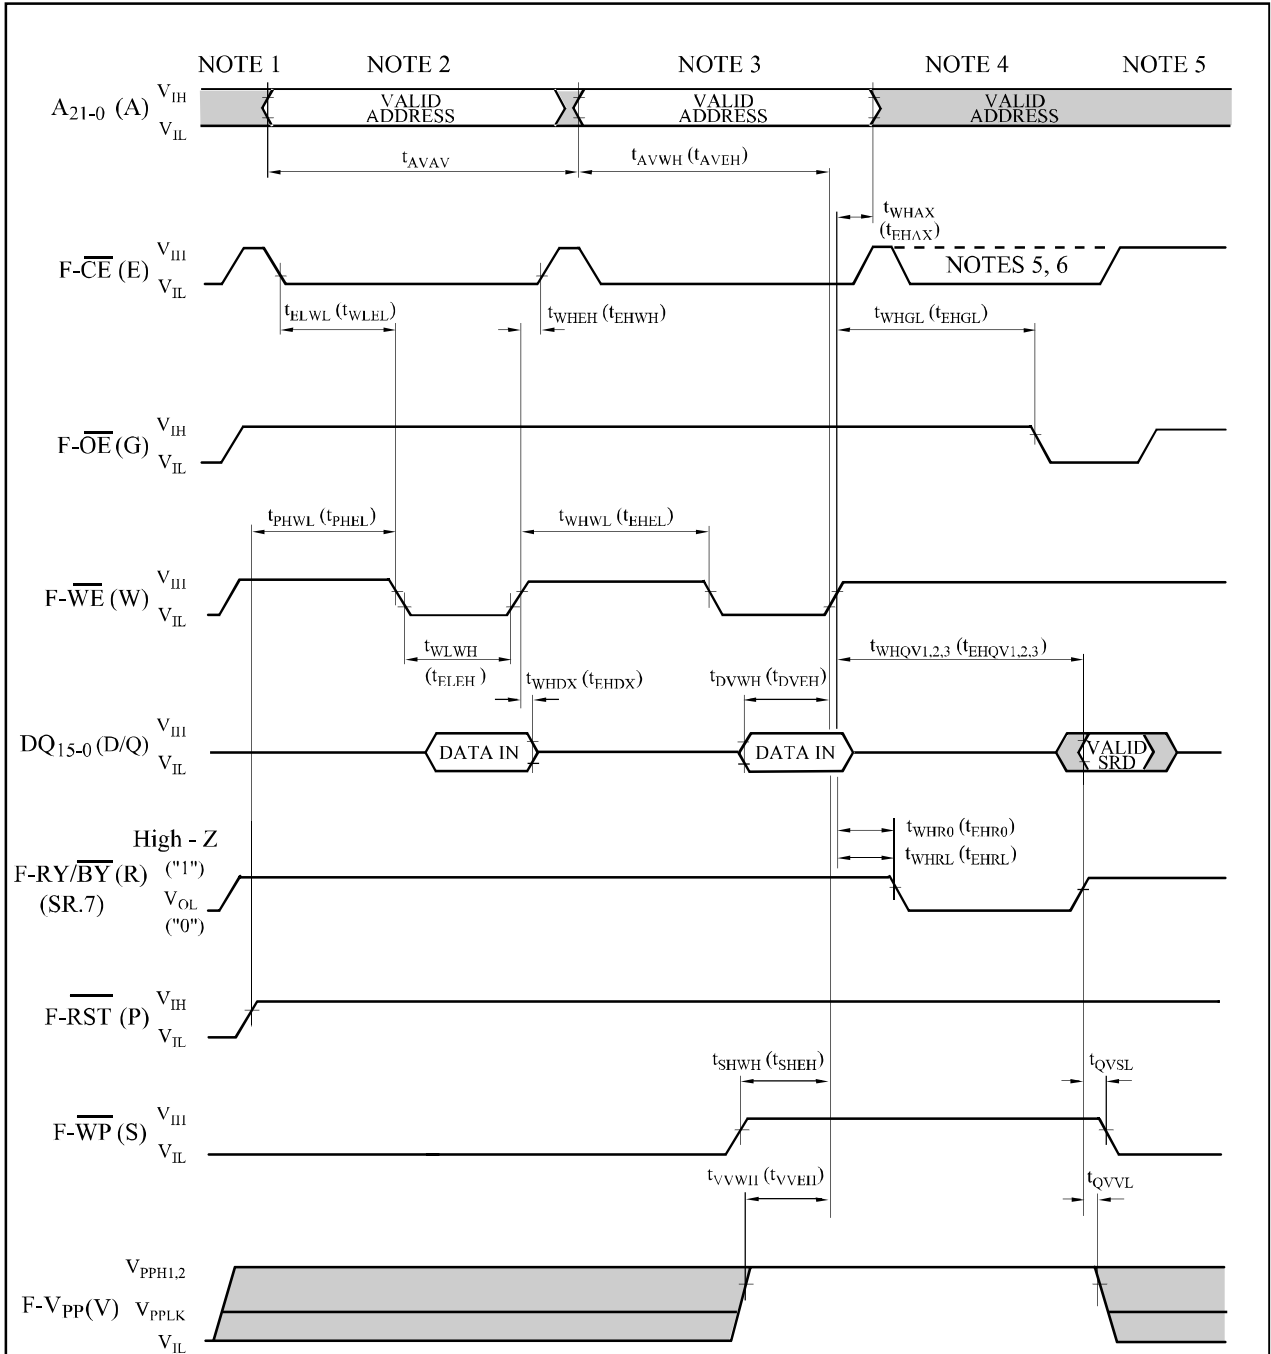 NOTE 1 NOTE 2 NOTE 3 NOTE 4 NOTE 5
A21-0 (A) VIH VIL VALID ADDRESS VALID ADDRESS VALID ADDRESS
tAVAV tAVWH (tAVEH)
tWHAX
(tEHAX)
F-CE (E) VIH VIL NOTES 5, 6
tELWL (tWLEL) tWHEH (tEHWH) tWHGL (tEHGL)
F-OE (G) VIH VIL
tPHWL (tPHEL) tWHWL (tEHEL)
F-WE (W) VIH VIL
tWLWH
(tELEH)
tWHDX (tEHDX) tDVWH (tDVEH) tWHQV1,2,3 (tEHQV1,2,3)
DQ15-0 (D/Q) VIH VIL DATA IN DATA IN VALID SRD
High - Z
("1")
tWHR0 (tEHR0)
tWHRL (tEHRL)
F-RY/BY (R)
(SR.7)
VOL
("0")
F-RST (P) VIH VIL
tSHWH (tSHEH) tQVSL
F-WP (S) VIH VIL
tVVWH (tVVEH) tQVVL
F-VPP (V) VPPH1,2 VPPLK VIL